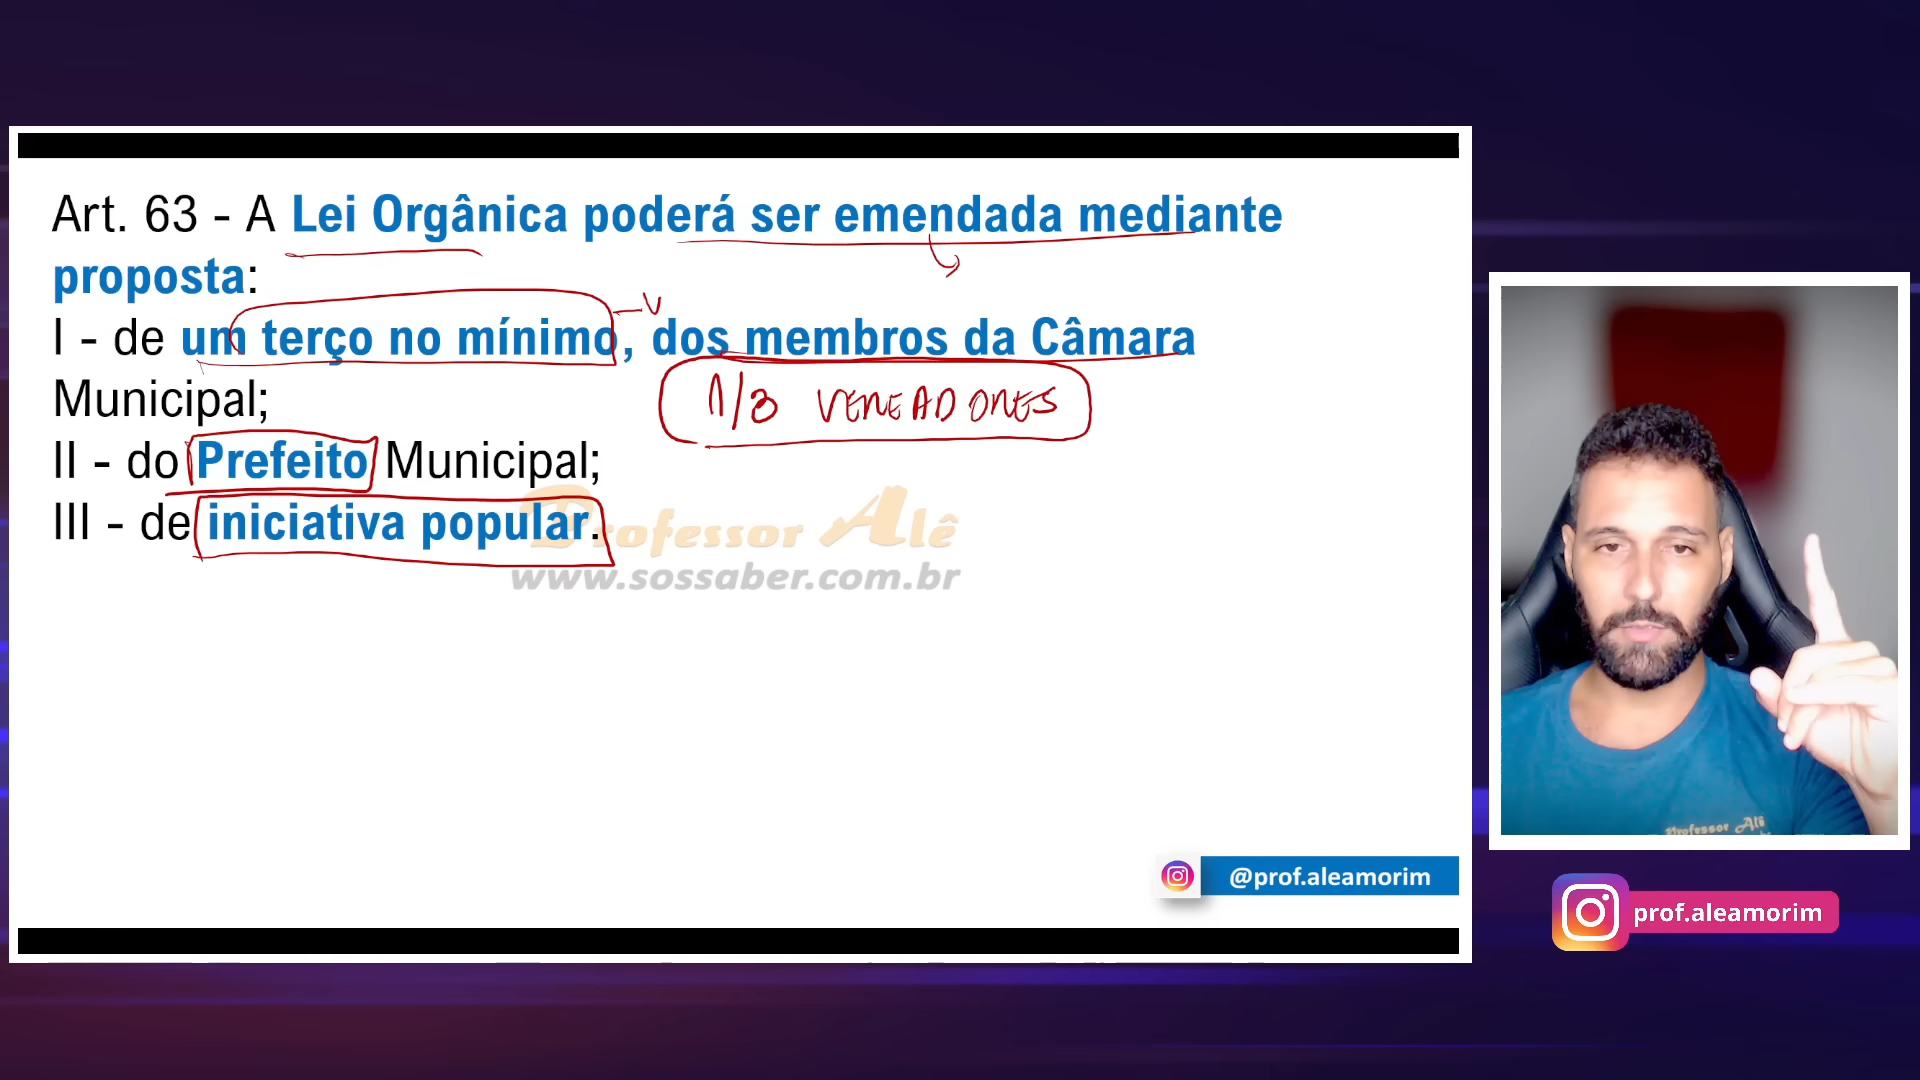 Art. 63 - A Lei Orgânica poderá ser emendada mediante
proposta:
I - de um terço no mínimo, dos membros da Câmara
Municipal;
1/3 VEREADORES
II - do Prefeito Municipal;
III - de iniciativa popular.
Professor Alê
www.sossaber.com.br
@prof.aleamorim
Professor Alê
prof.aleamorim